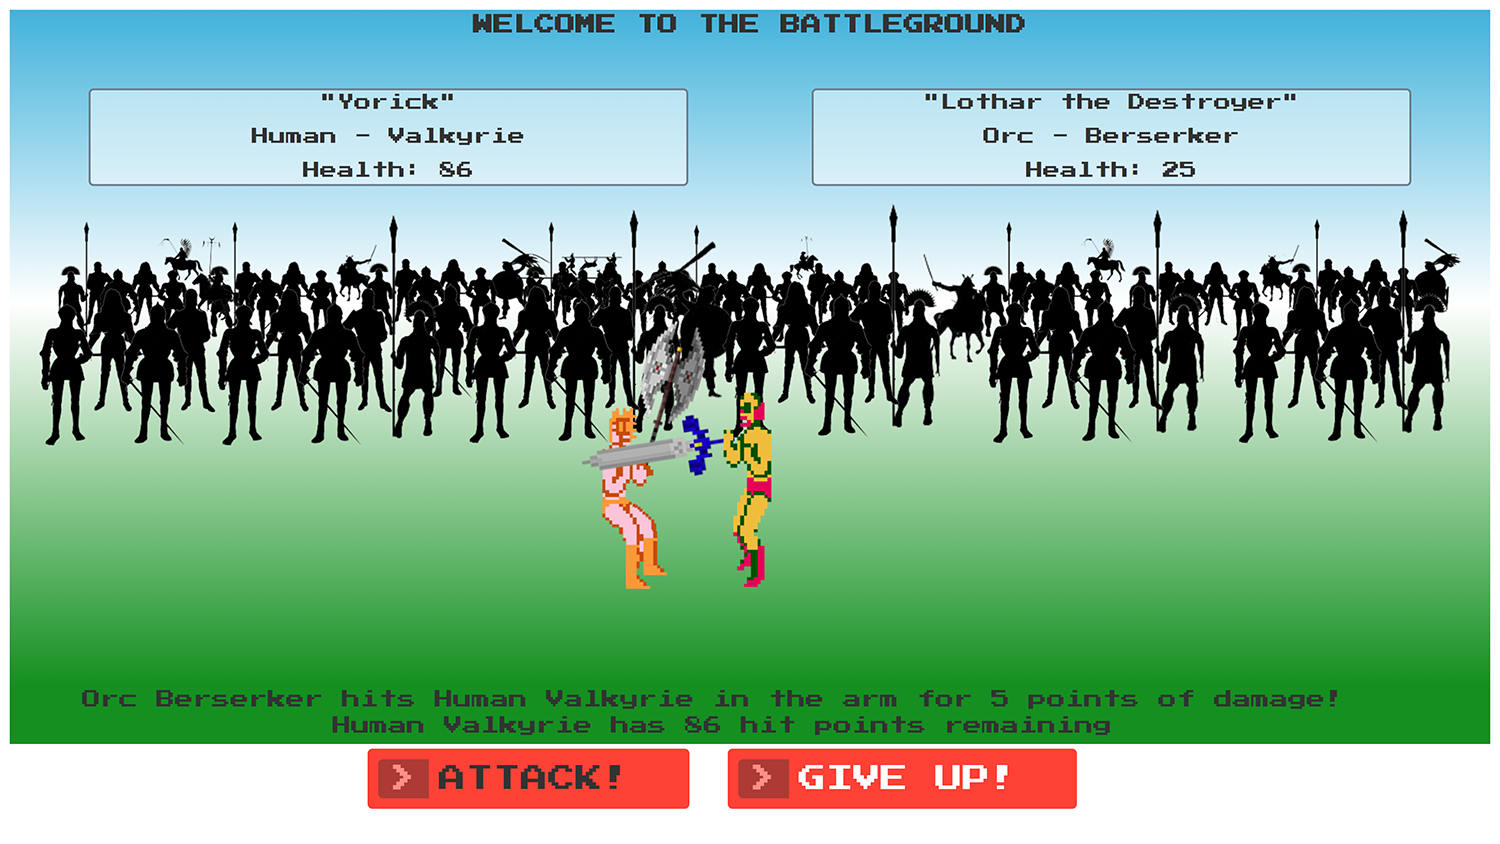 WELCOME TO THE BATTLEGROUND
"Yorick"
Human - Valkyrie
Health: 86
"Lothar the Destroyer"
Orc - Berserker
Health: 25
Orc Berserker hits Human Valkyrie in the arm for 5 points of damage!
Human Valkyrie has 86 hit points remaining
> ATTACK!
> GIVE UP!